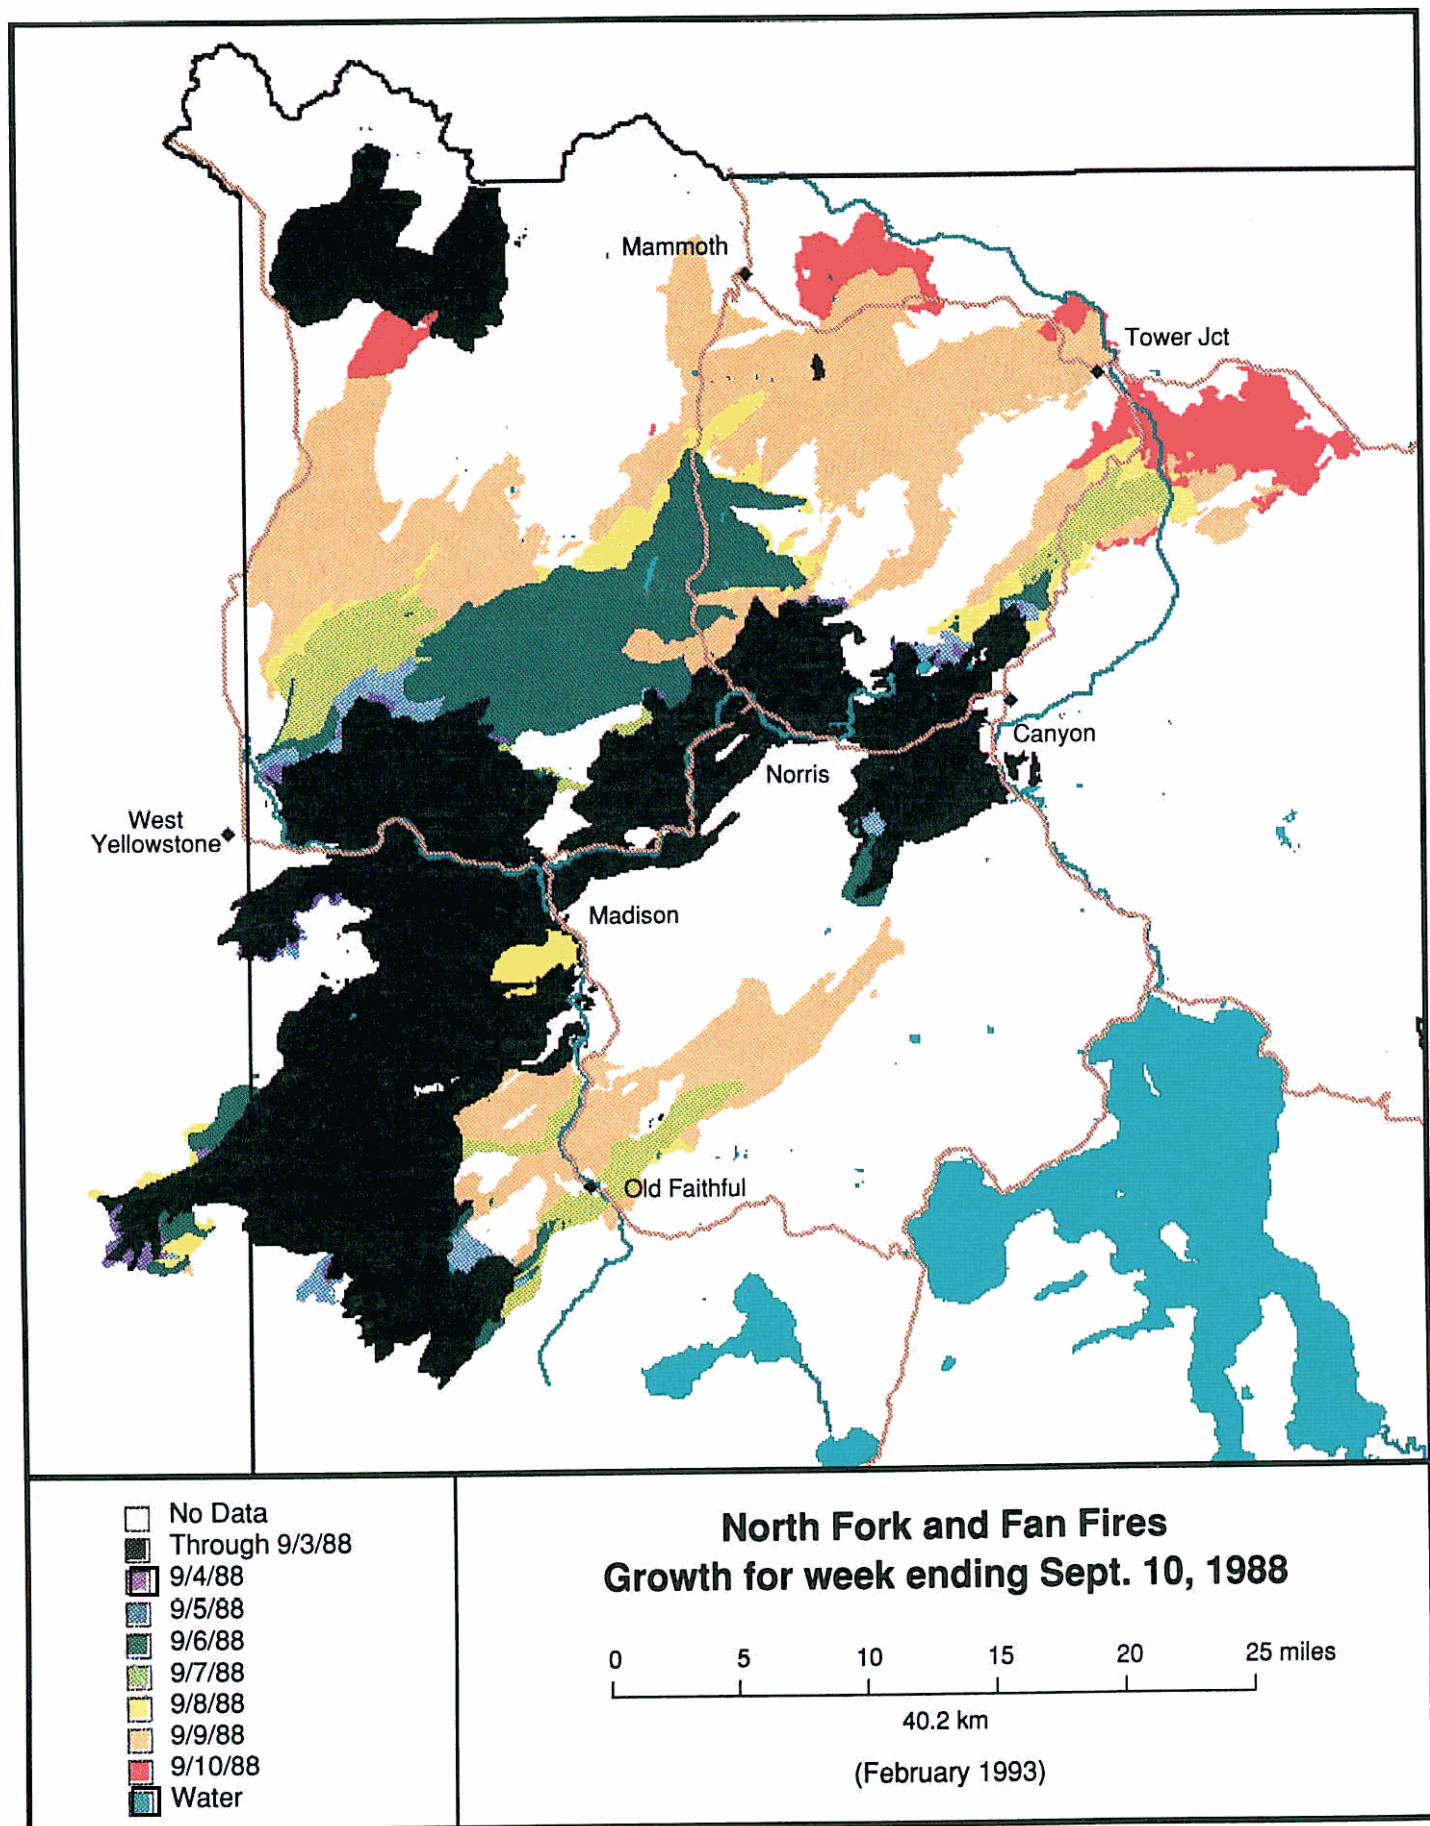 Mammoth
Tower Jct
Canyon
Norris
West
Yellowstone
Madison
Old Faithful
No Data
Through 9/3/88
9/4/88
9/5/88
9/6/88
9/7/88
9/8/88
9/9/88
9/10/88
Water
North Fork and Fan Fires
Growth for week ending Sept. 10, 1988
0 5 10 15 20 25 miles
40.2 km
(February 1993)